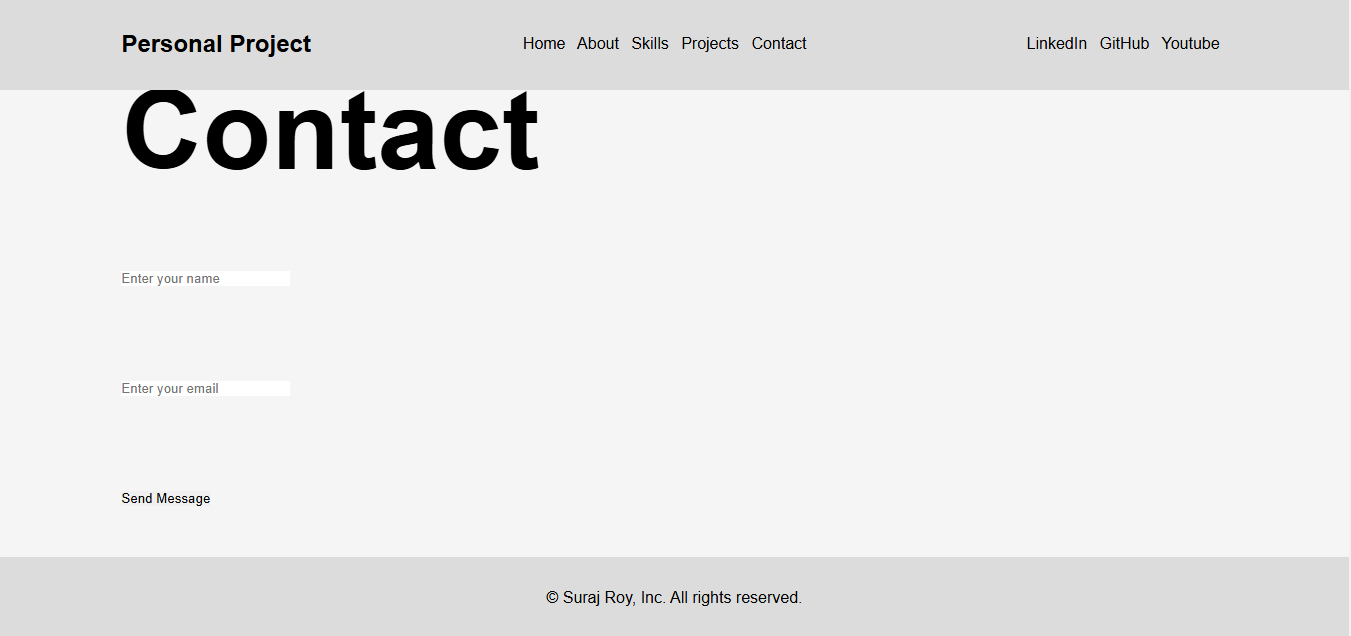 Personal Project
Home About Skills Projects Contact
LinkedIn GitHub Youtube
Contact
Enter your name
Enter your email
Send Message
© Suraj Roy, Inc. All rights reserved.